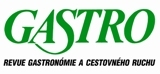 GASTRO
REVUE GASTRONÓMIE A CESTOVNÉHO RUCHU